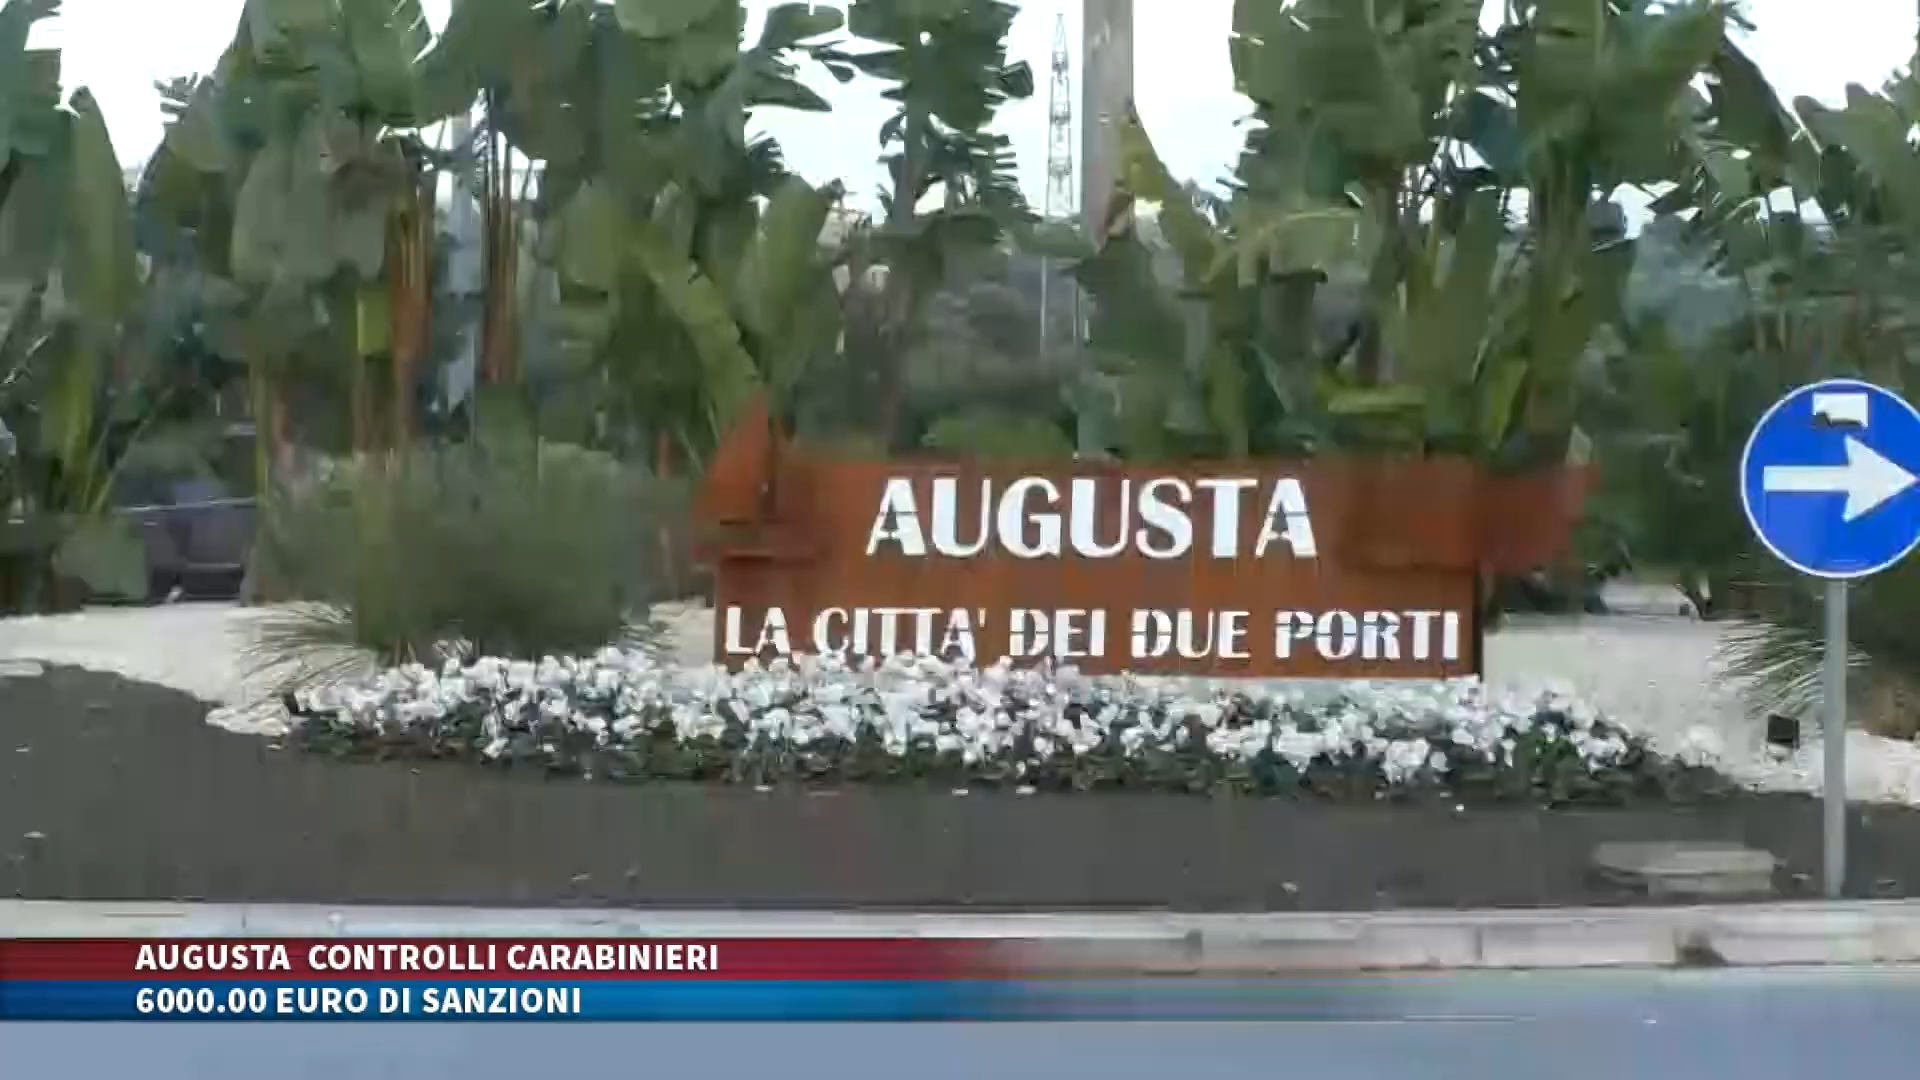 AUGUSTA
LA CITTA' DEI DUE PORTI
AUGUSTA CONTROLLI CARABINIERI
6000.00 EURO DI SANZIONI